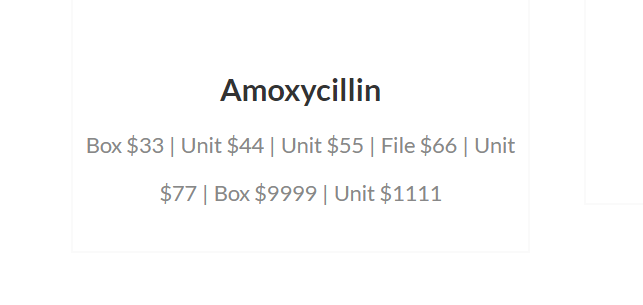 Amoxycillin
Box $33 | Unit $44 | Unit $55 | File $66 | Unit
$77 | Box $9999 | Unit $1111